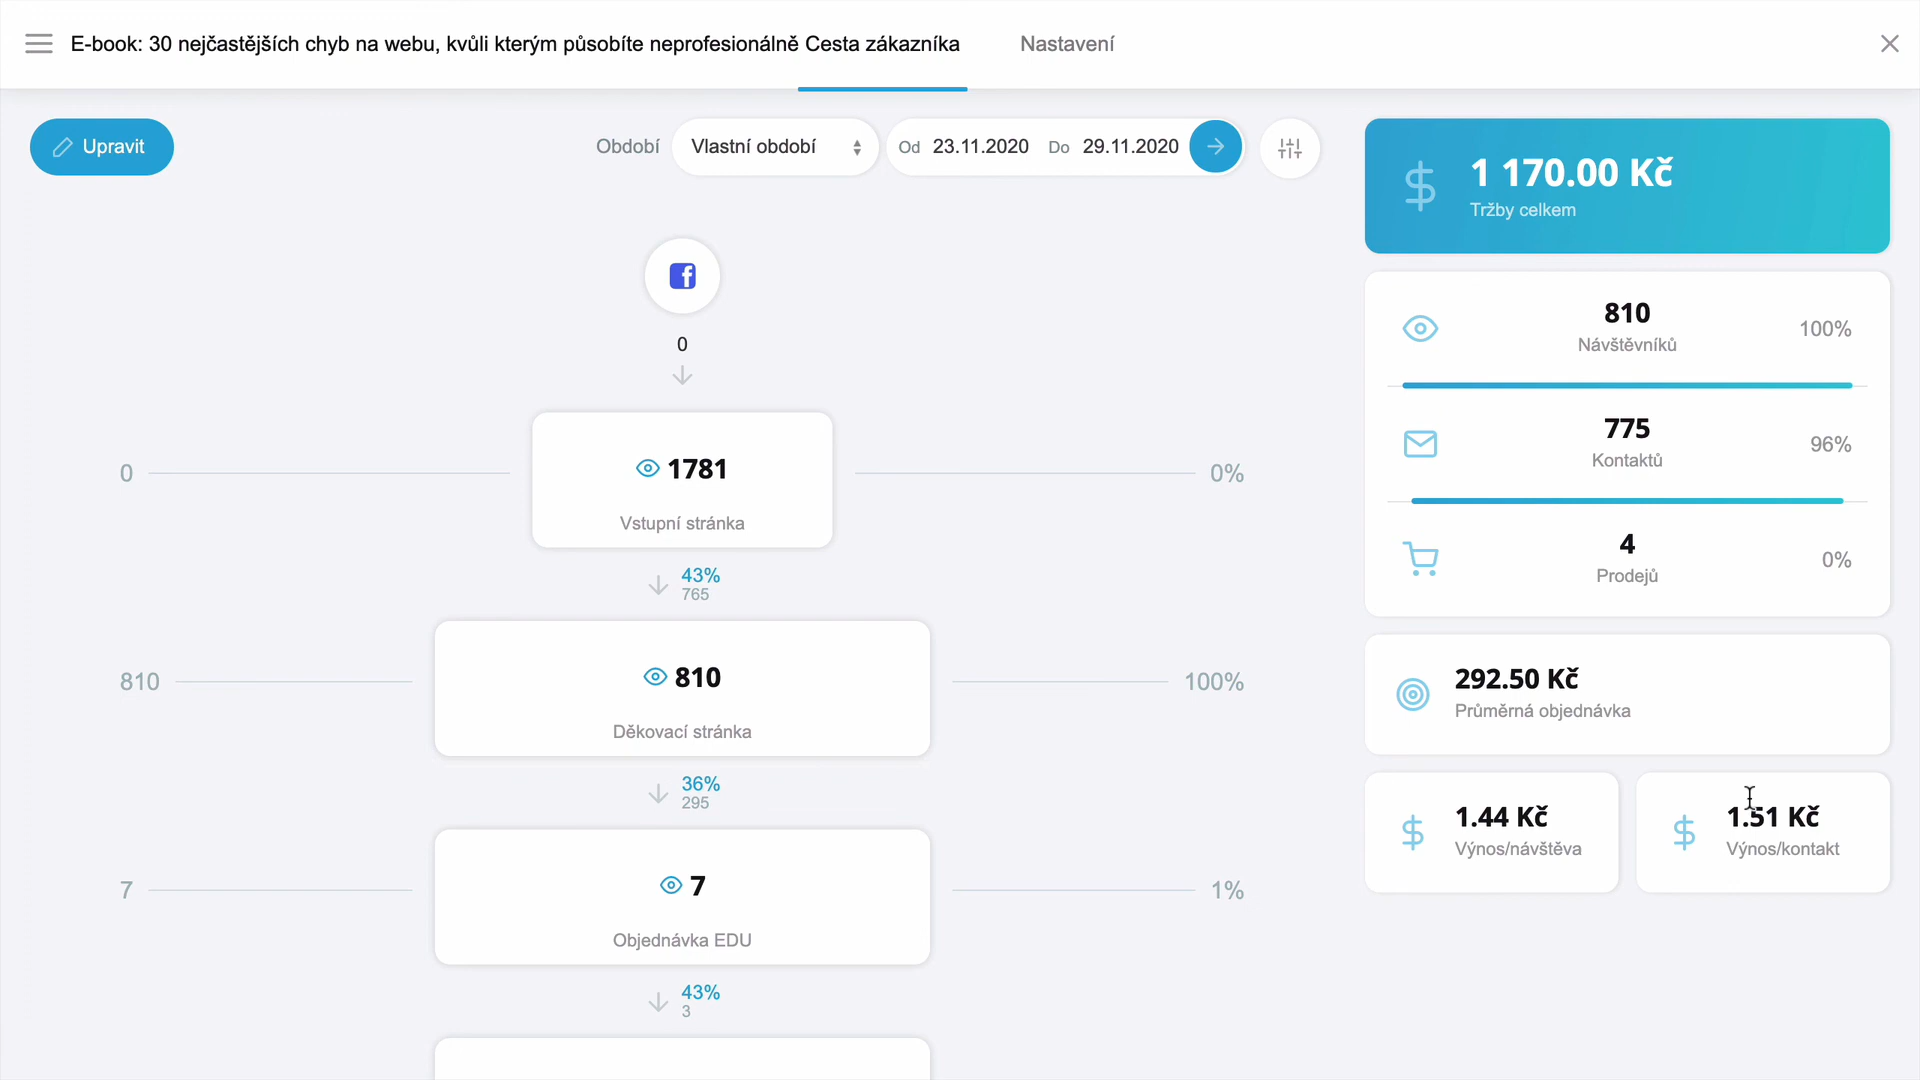 E-book: 30 nejčastějších chyb na webu, kvůli kterým působíte neprofesionálně Cesta zákazníka
Nastavení
Upravit
Období
Vlastní období
Od 23.11.2020 Do 29.11.2020
0
0
1781
Vstupní stránka
0%
43%
765
810
810
Děkovací stránka
100%
36%
295
7
7
Objednávka EDU
1%
43%
3
1 170.00 Kč
Tržby celkem
810
Návštěvníků
100%
775
Kontaktů
96%
4
Prodejů
0%
292.50 Kč
Průměrná objednávka
1.44 Kč
Výnos/návštěva
1.51 Kč
Výnos/kontakt